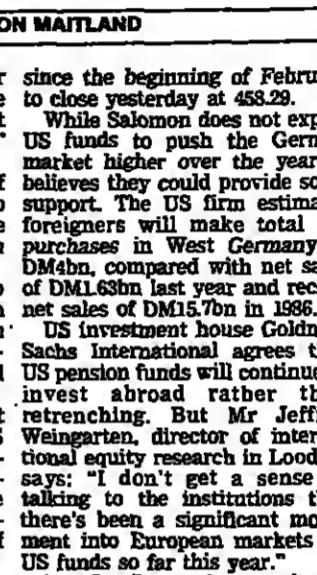 ON MAITLAND
since the beginning of Febru
to close yesterday at 458.29.
While Salomon does not exp
US funds to push the Germ
market higher over the year
believes they could provide so
support. The US firm estima
foreigners will make total
purchases in West Germany
DM4bn, compared with net sa
of DM1.63bn last year and rec
net sales of DM15.7bn in 1986.
US investment house Goldm
Sachs International agrees t
US pension funds will continue
invest abroad rather th
retrenching. But Mr Jeff
Weingarten, director of inter
tional equity research in Lond
says: "I don't get a sense
talking to the institutions t
there's been a significant mo
ment into European markets
US funds so far this year."